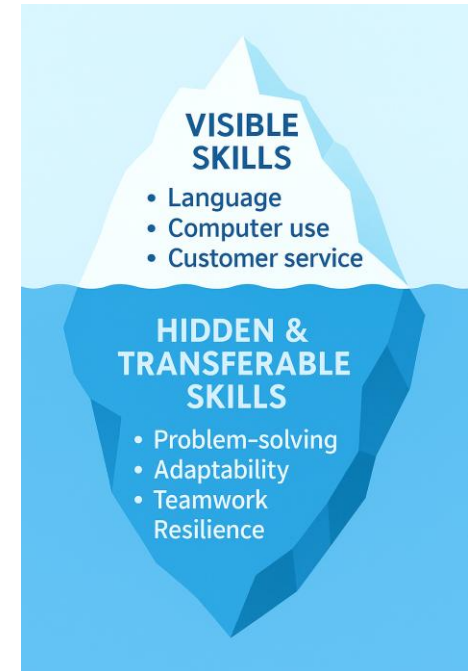 VISIBLE
SKILLS
• Language
• Computer use
• Customer service
HIDDEN &
TRANSFERABLE
SKILLS
• Problem-solving
• Adaptability
• Teamwork
Resilience